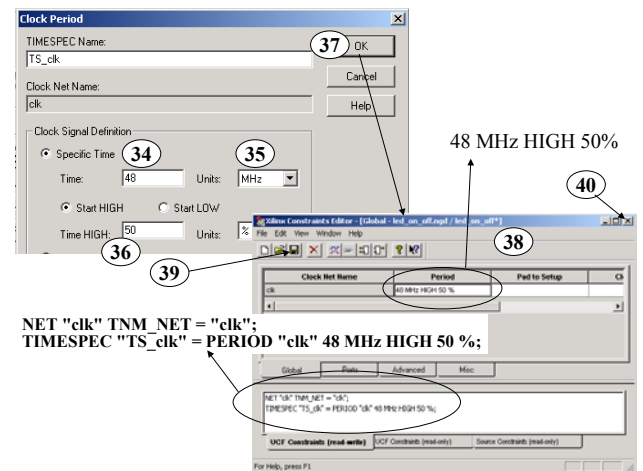 Clock Period
TIMESPEC Name:
TS_clk
37
OK
Cancel
Clock Net Name:
clk
Help
Clock Signal Definition
Specific Time
34
35
Time:
48
Units:
MHz
Start HIGH
Start LOW
Time HIGH:
50
Units:
%
36
48 MHz HIGH 50%
40
Xilinx Constraints Editor - [Global - led_on_off.ngd / led_on_off*]
File Edit View Window Help
38
39
Clock Net Name
Period
Pad to Setup
clk
48 MHz HIGH 50 %
NET "clk" TNM_NET = "clk";
TIMESPEC "TS_clk" = PERIOD "clk" 48 MHz HIGH 50 %;
Global
Ports
Advanced
Misc
NET "clk" TNM_NET = "clk";
TIMESPEC "TS_clk" = PERIOD "clk" 48 MHz HIGH 50 %;
UCF Constraints (read-write)
UCF Constraints (read-only)
Source Constraints (read-only)
For Help, press F1